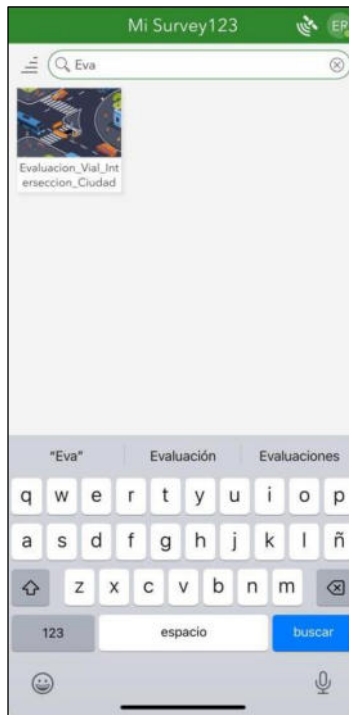 Mi Survey123
ER
Eva
Evaluacion_Vial_Int
erseccion_Ciudad
"Eva"
Evaluación
Evaluaciones
q w e r t y u i o p
a s d f g h j k l ñ
z x c v b n m
123 espacio buscar